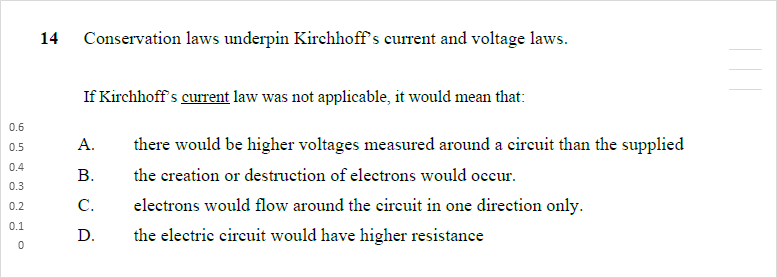 14 Conservation laws underpin Kirchhoff's current and voltage laws.
If Kirchhoff's current law was not applicable, it would mean that:
0.6
0.5 A. there would be higher voltages measured around a circuit than the supplied
0.4
0.3 B. the creation or destruction of electrons would occur.
0.2 C. electrons would flow around the circuit in one direction only.
0.1
0 D. the electric circuit would have higher resistance